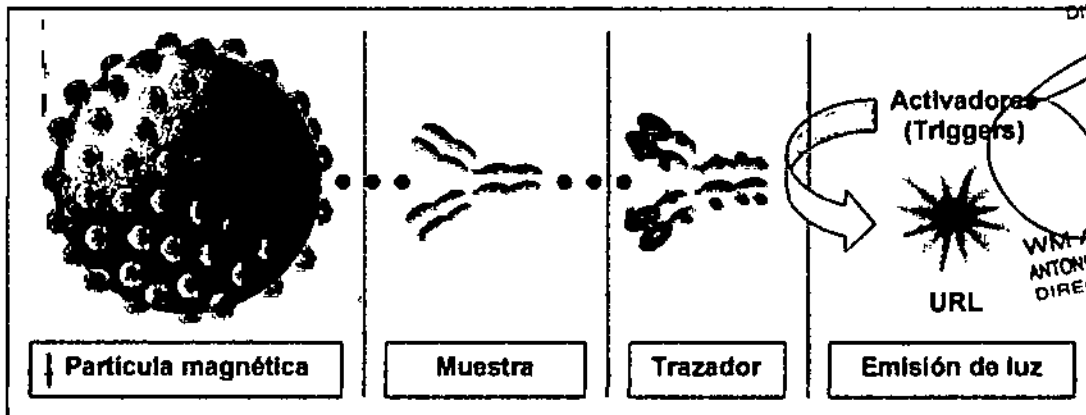 Activadores
(Triggers)
URL
Partícula magnética
Muestra
Trazador
Emisión de luz